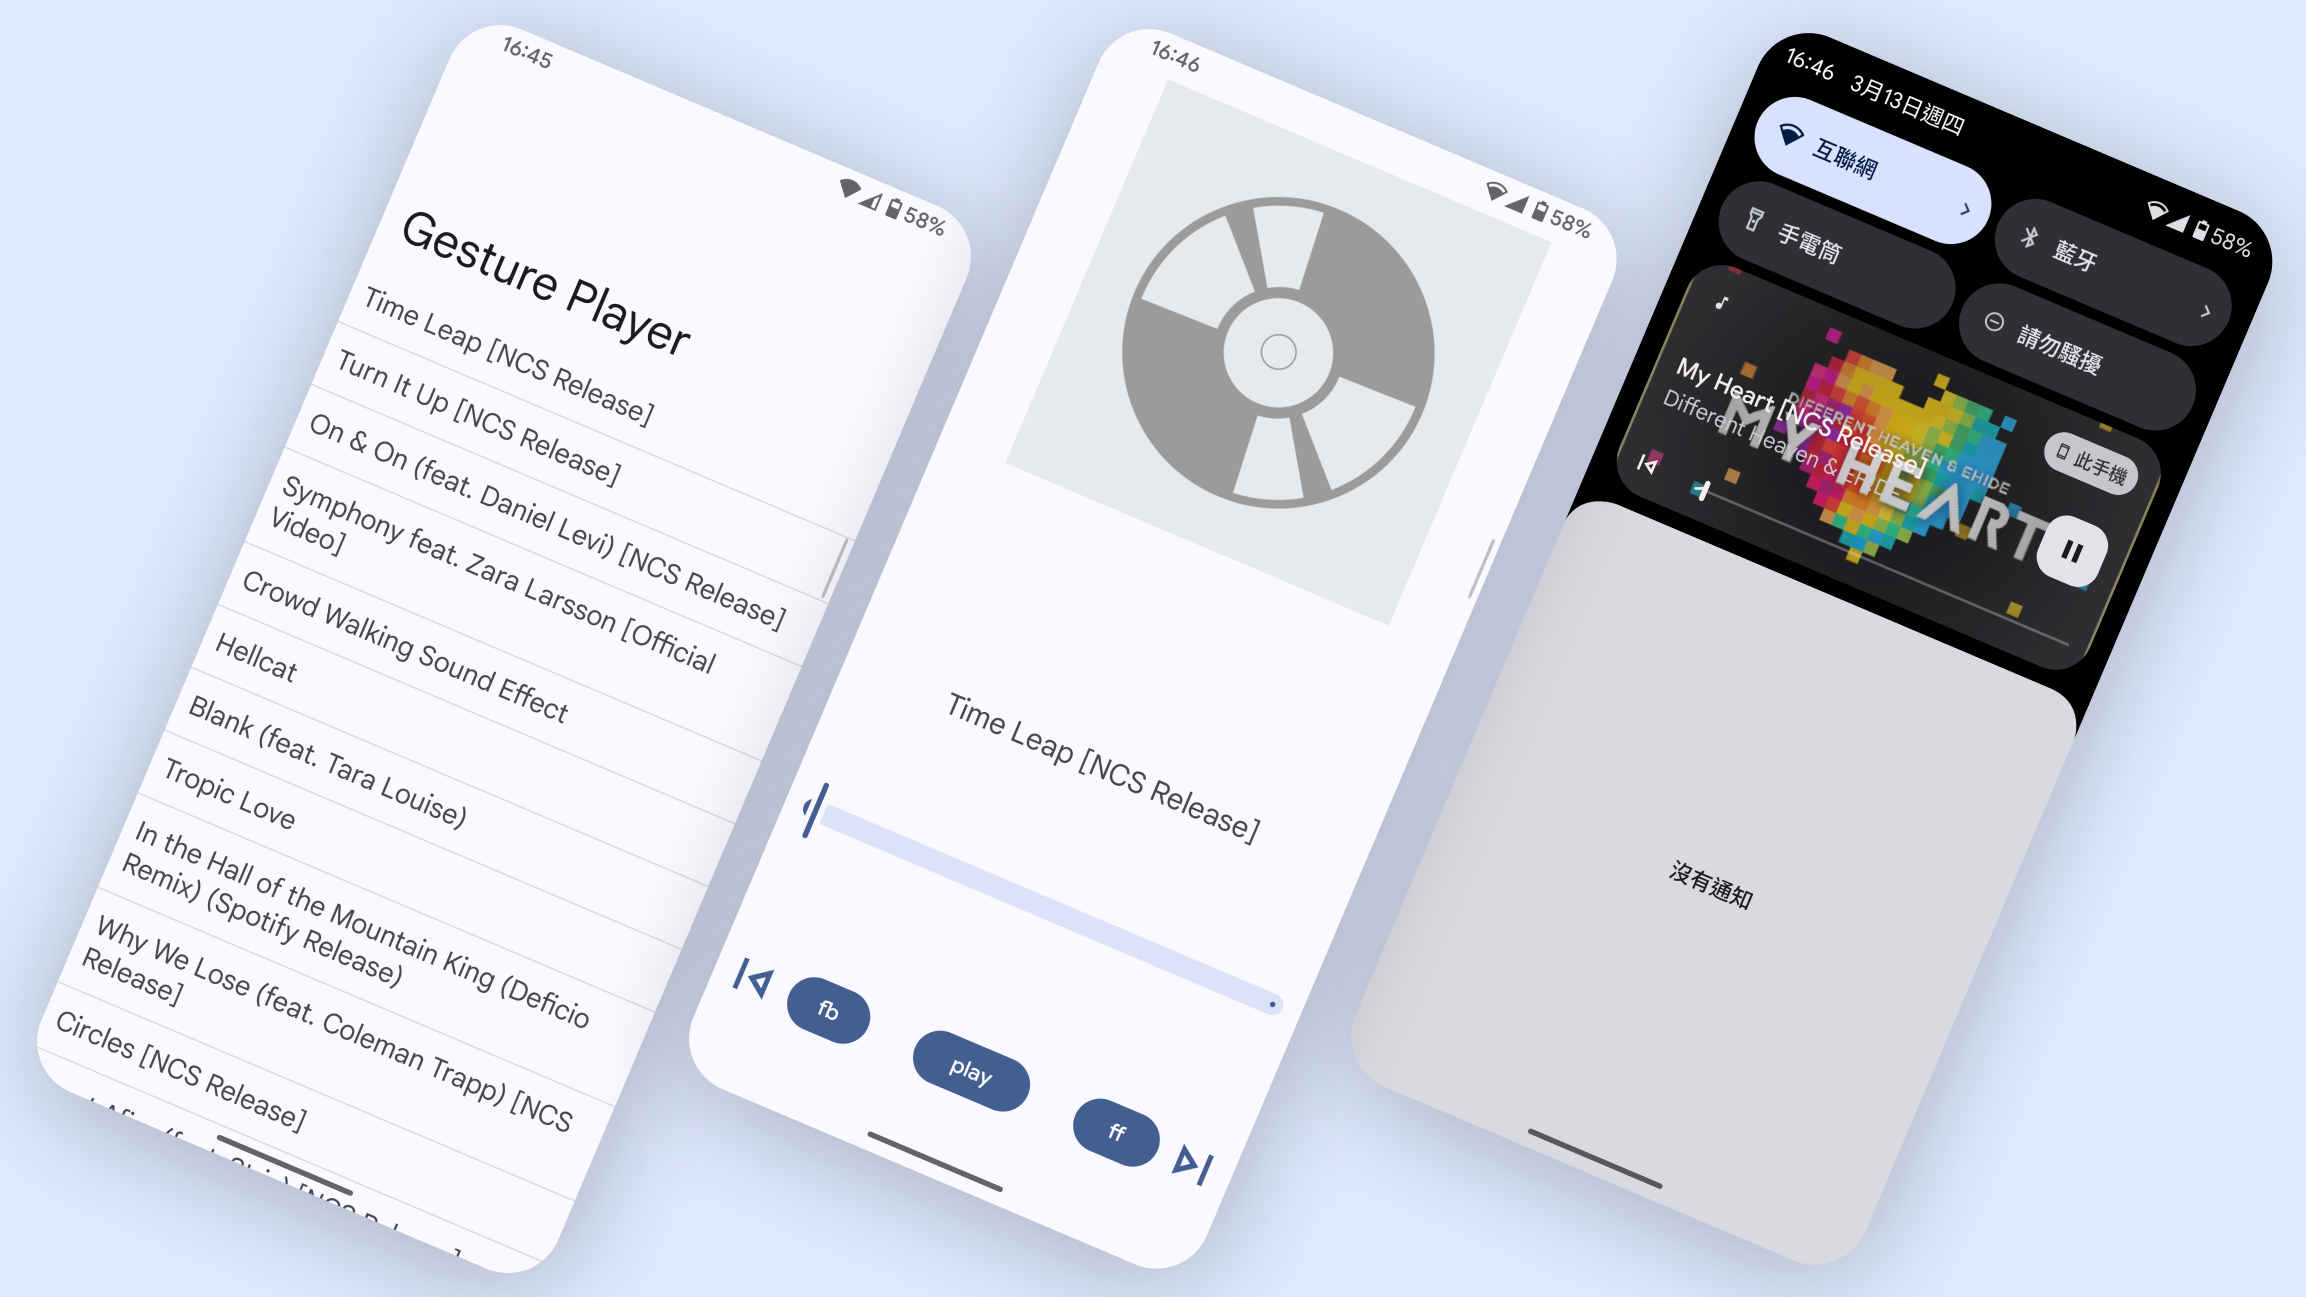 16:45
58%
Gesture Player
Time Leap [NCS Release]
Turn It Up [NCS Release]
On & On (feat. Daniel Levi) [NCS Release]
Symphony feat. Zara Larsson [Official
Video]
Crowd Walking Sound Effect
Hellcat
Blank (feat. Tara Louise)
Tropic Love
In the Hall of the Mountain King (Deficio
Remix) (Spotify Release)
Why We Lose (feat. Coleman Trapp) [NCS
Release]
Circles [NCS Release]
16:46
58%
Time Leap [NCS Release]
fb
play
ff
16:46 3月13日週四
58%
互聯網
藍牙
手電筒
請勿騷擾
My Heart [NCS Release]
Different Heaven & EH!DE
DIFFERENT HEAVEN & EH!DE
MY HEART
此手機
沒有通知